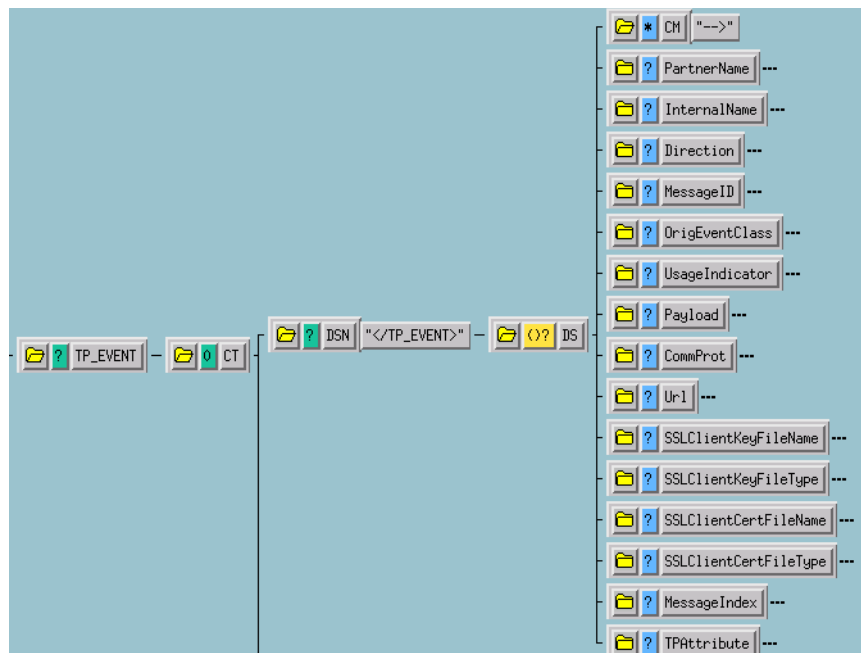 * CM "-->"
? PartnerName ---
? InternalName ---
? Direction ---
? MessageID ---
? OrigEventClass ---
? UsageIndicator ---
? Payload ---
? TP_EVENT 0 CT ? DSN "</TP_EVENT>" ()? DS
? CommProt ---
? Url ---
? SSLClientKeyFileName ---
? SSLClientKeyFileType ---
? SSLClientCertFileName ---
? SSLClientCertFileType ---
? MessageIndex ---
? TPAttribute ---